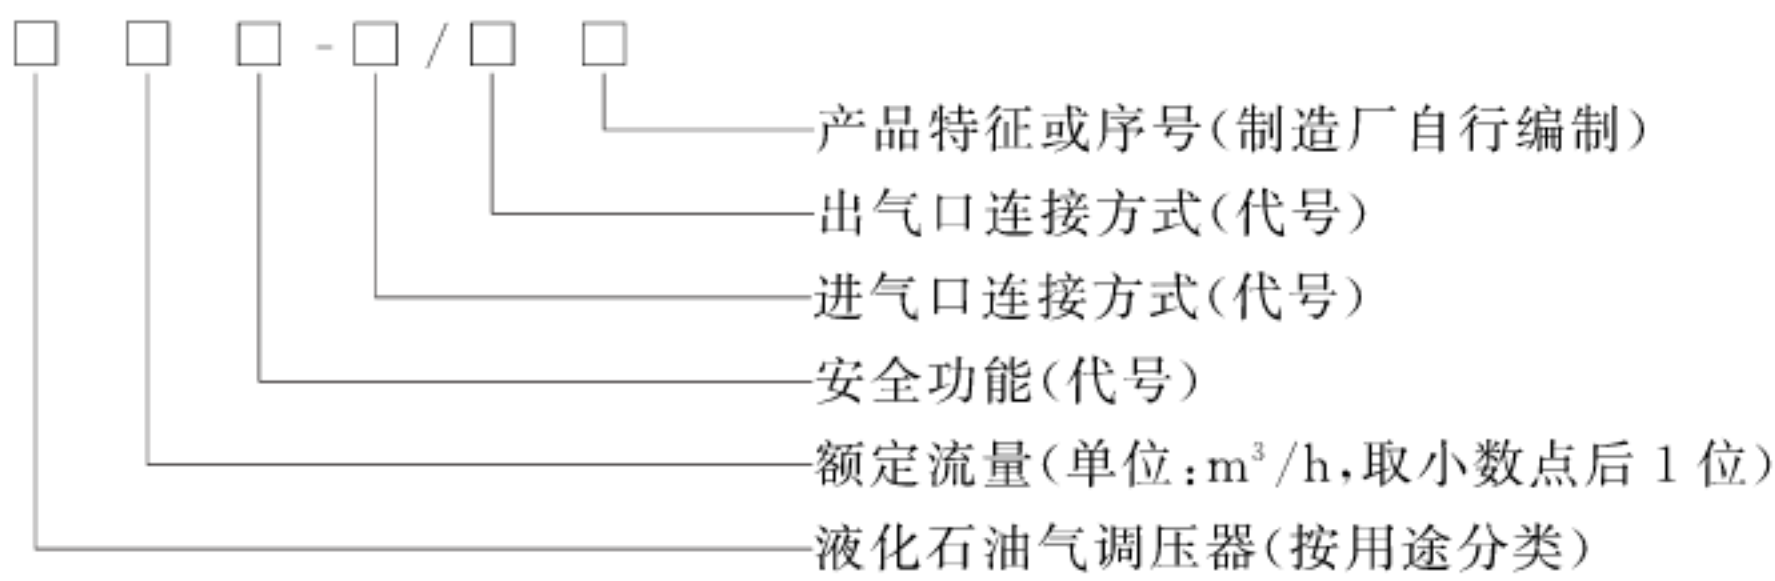 □ □ □-□/□ □
产品特征或序号(制造厂自行编制)
出气口连接方式(代号)
进气口连接方式(代号)
安全功能(代号)
额定流量(单位:m³/h,取小数点后1位)
液化石油气调压器(按用途分类)